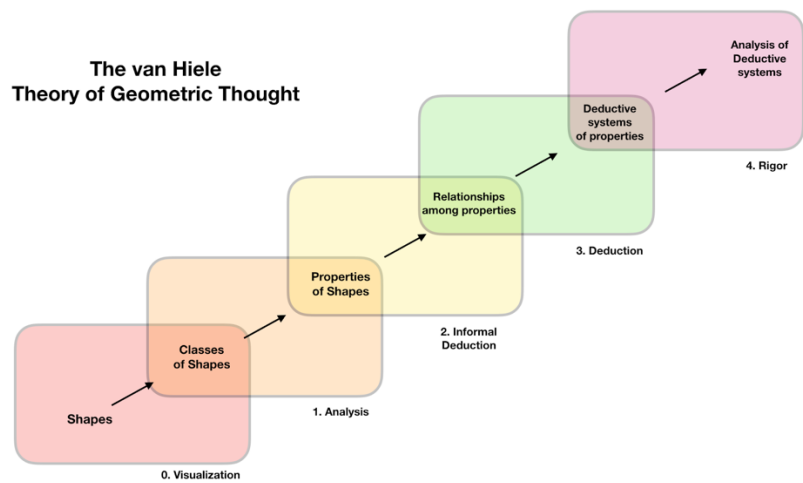 The van Hiele
Theory of Geometric Thought
Analysis of
Deductive
systems
Deductive
systems
of properties
4. Rigor
Relationships
among properties
3. Deduction
Properties
of Shapes
2. Informal
Deduction
Classes
of Shapes
1. Analysis
Shapes
0. Visualization